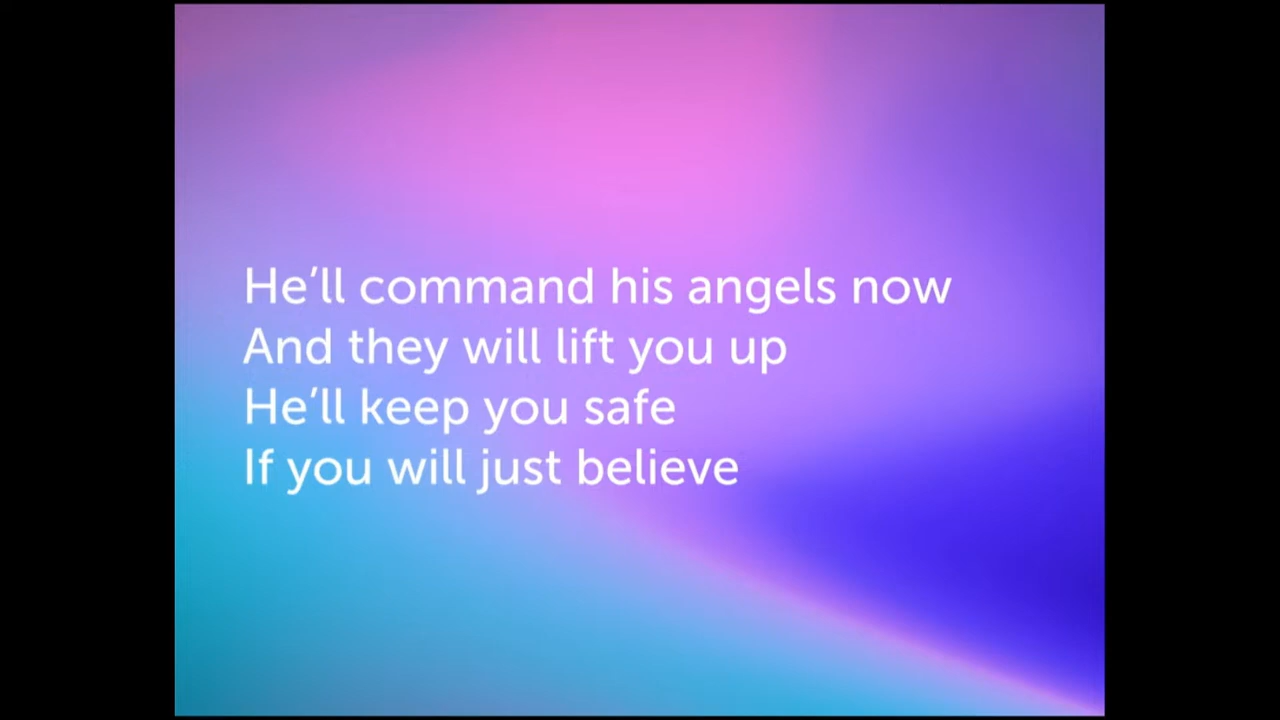 He’ll command his angels now
And they will lift you up
He’ll keep you safe
If you will just believe